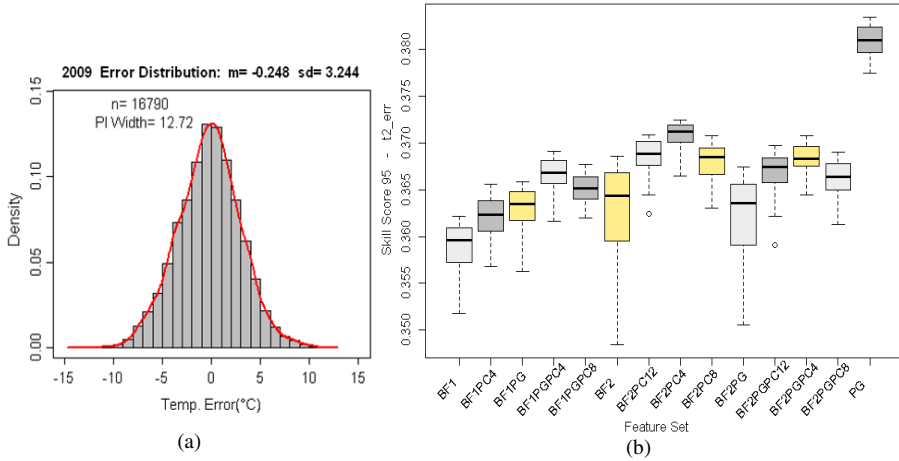 2009 Error Distribution: m= -0.248 sd= 3.244
n= 16790
PI Width= 12.72
Density
0.15
0.10
0.05
0.00
-15 -10 -5 0 5 10 15
Temp. Error(°C)
(a)
Skill Score 95 - t2_err
0.380
0.375
0.370
0.365
0.360
0.355
0.350
BF1
BF1PC4
BF1PG
BF1PGPC4
BF1PGPC8
BF2
BF2PC12
BF2PC4
BF2PC8
BF2PG
BF2PGPC12
BF2PGPC4
BF2PGPC8
PG
Feature Set
(b)